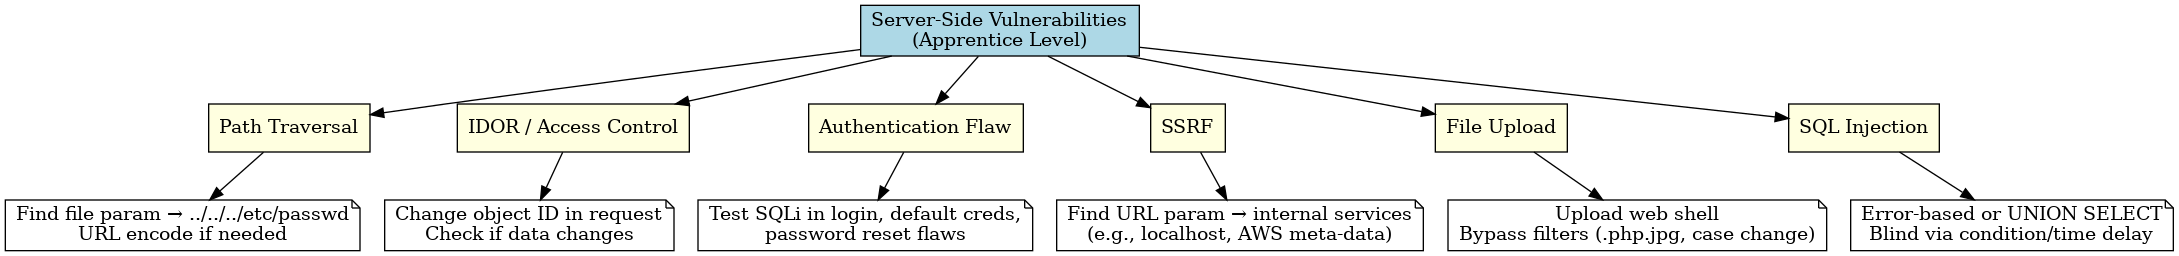 Server-Side Vulnerabilities
(Apprentice Level)
Path Traversal
IDOR / Access Control
Authentication Flaw
SSRF
File Upload
SQL Injection
Find file param → ../../../etc/passwd
URL encode if needed
Change object ID in request
Check if data changes
Test SQLi in login, default creds,
password reset flaws
Find URL param → internal services
(e.g., localhost, AWS meta-data)
Upload web shell
Bypass filters (.php.jpg, case change)
Error-based or UNION SELECT
Blind via condition/time delay